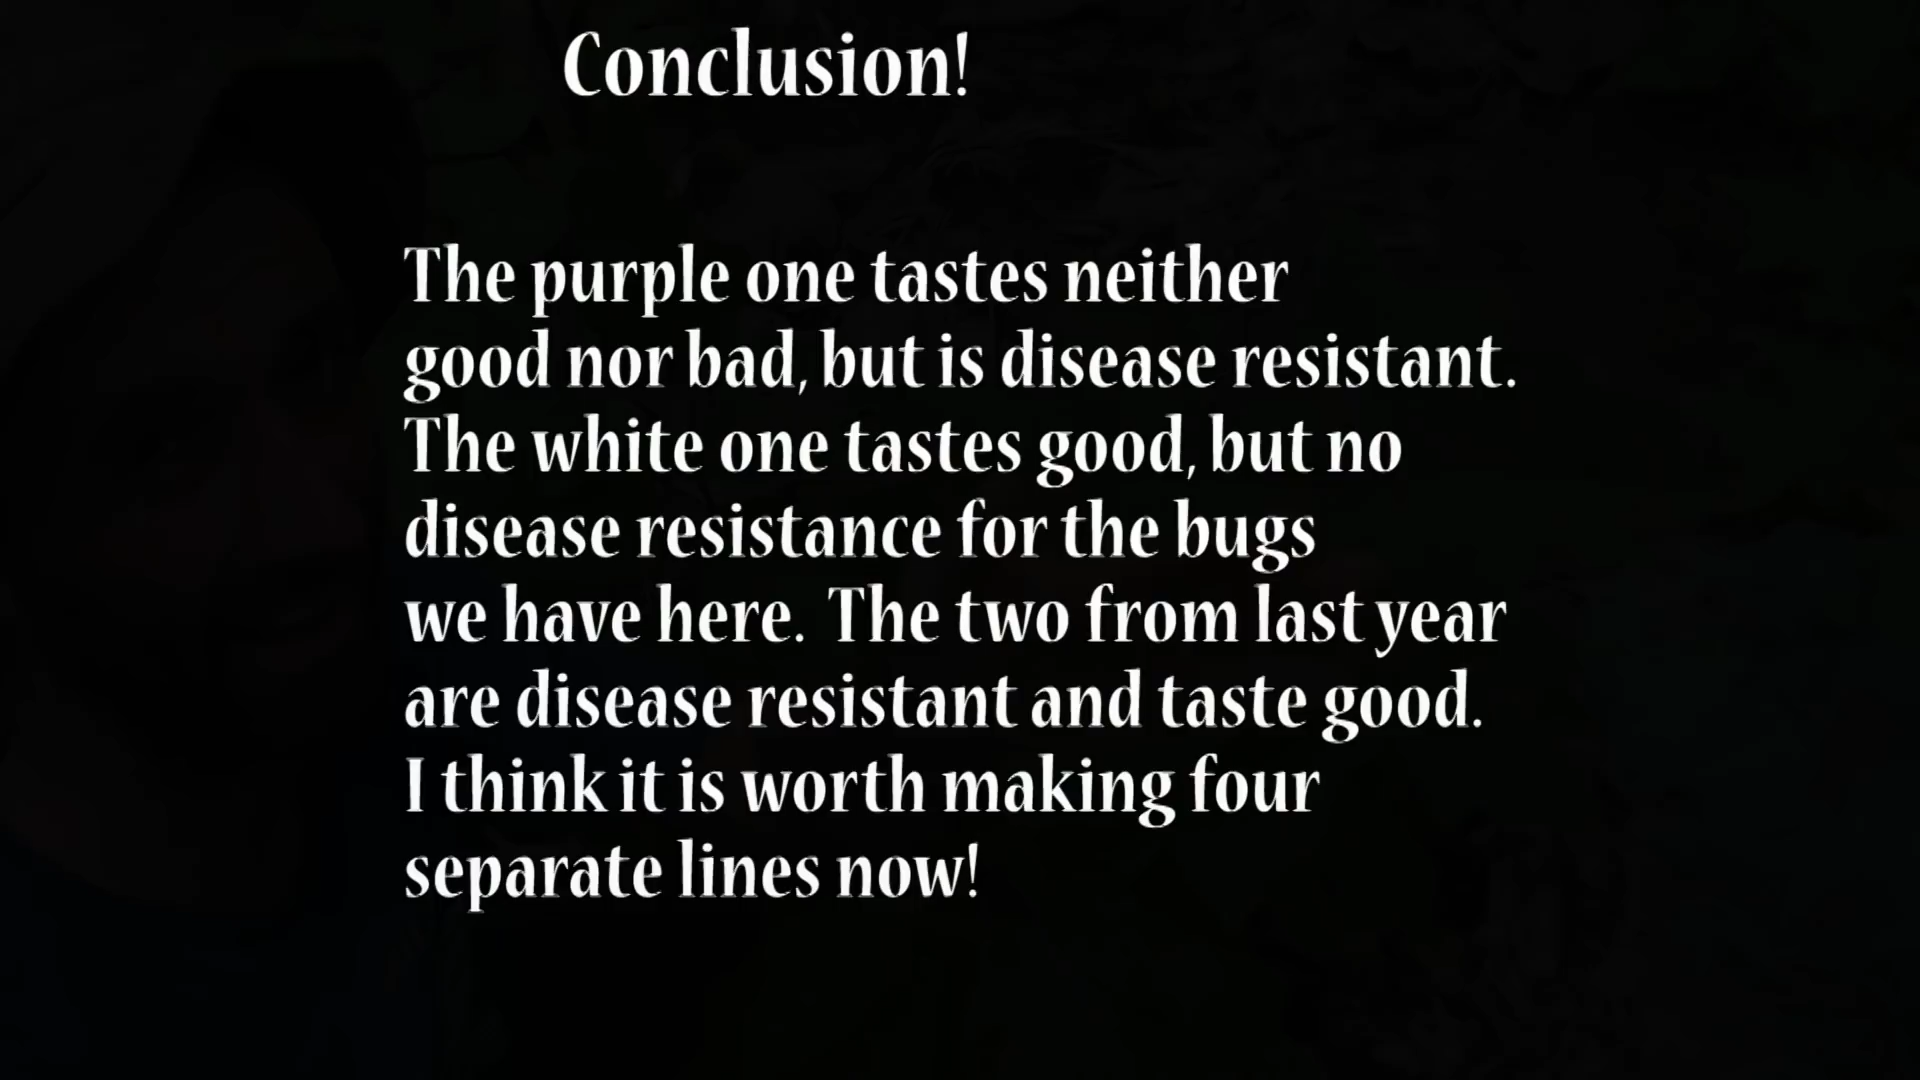 Conclusion!
The purple one tastes neither
good nor bad, but is disease resistant.
The white one tastes good, but no
disease resistance for the bugs
we have here. The two from last year
are disease resistant and taste good.
I think it is worth making four
separate lines now!